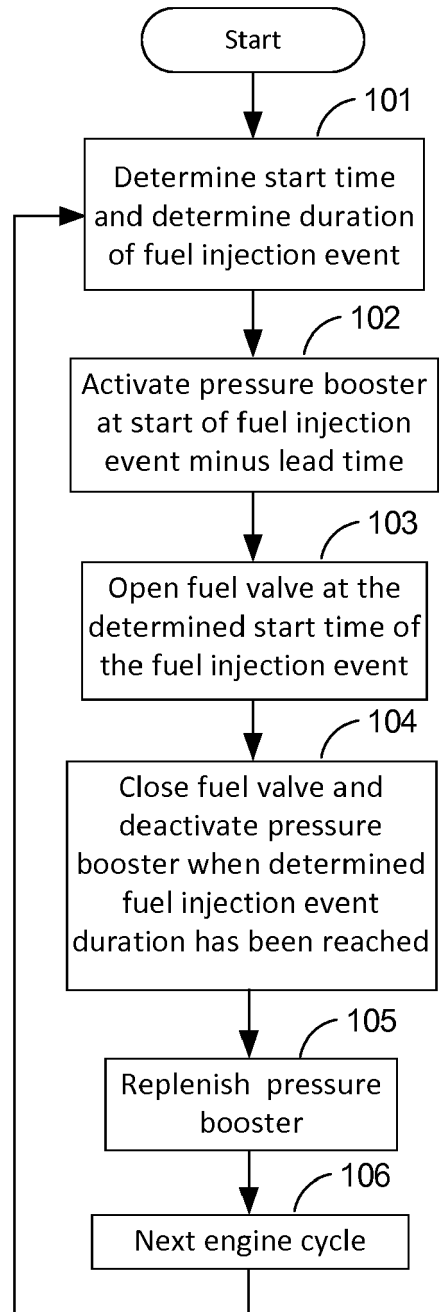 Start
101
Determine start time
and determine duration
of fuel injection event
102
Activate pressure booster
at start of fuel injection
event minus lead time
103
Open fuel valve at the
determined start time of
the fuel injection event
104
Close fuel valve and
deactivate pressure
booster when determined
fuel injection event
duration has been reached
105
Replenish pressure
booster
106
Next engine cycle